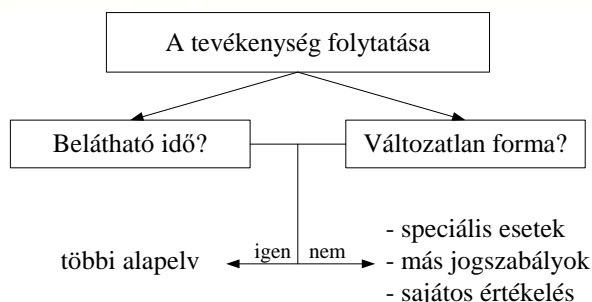 A tevékenység folytatása
Belátható idő?
Változatlan forma?
többi alapelv
igen
nem
- speciális esetek
- más jogszabályok
- sajátos értékelés